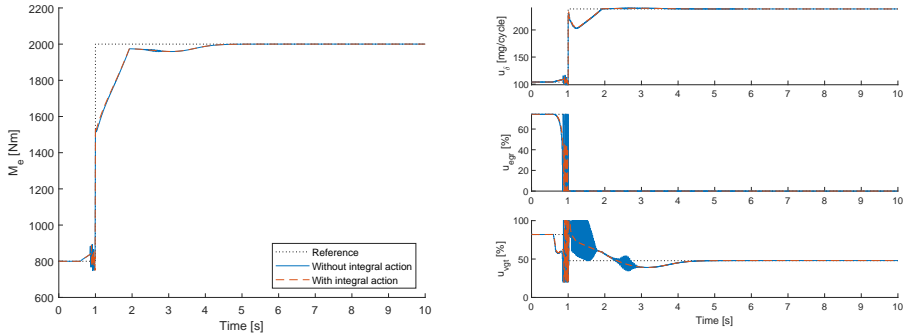 2000
1800
1600
1400
1200
1000
800
600
M_e [Nm]
0 1 2 3 4 5 6 7 8 9 10
Time [s]
Reference
Without integral action
With integral action
200
150
100
u_δ [mg/cycle]
0 1 2 3 4 5 6 7 8 9 10
60
40
20
0
u_egr [%]
0 1 2 3 4 5 6 7 8 9 10
100
50
0
u_vgt [%]
0 1 2 3 4 5 6 7 8 9 10
Time [s]